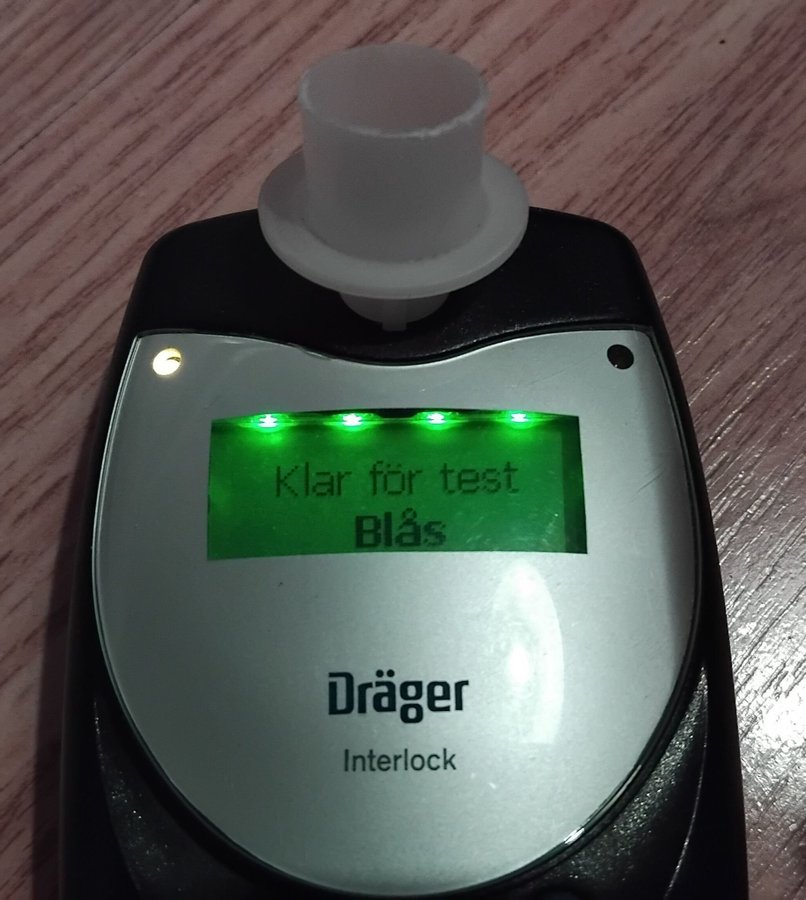 Klar för test
Blås
Dräger
Interlock